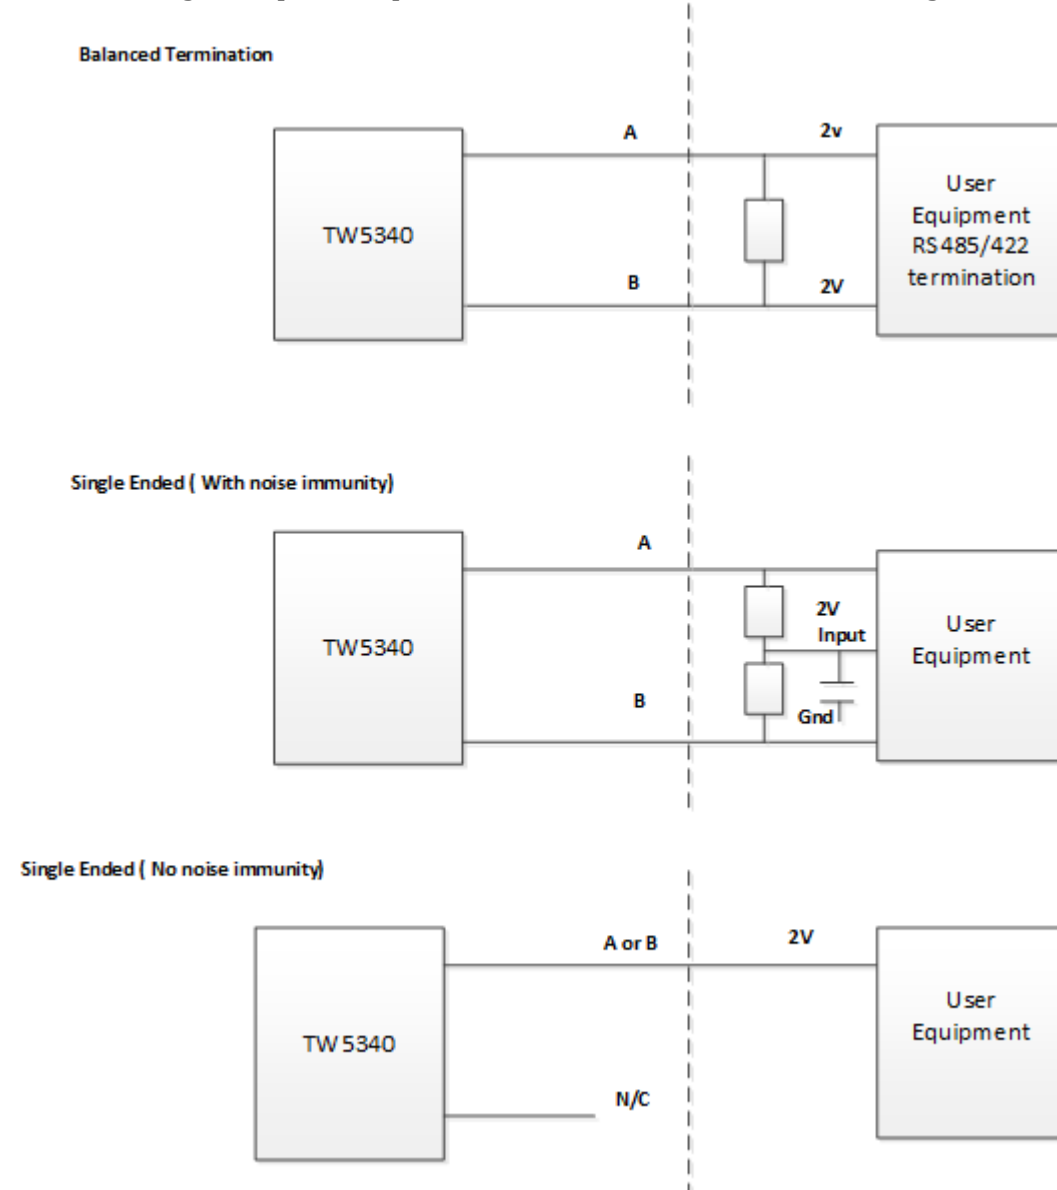 Balanced Termination
A
2v
TW5340
User
Equipment
RS485/422
termination
B
2V
Single Ended ( With noise immunity)
A
2V
Input
TW5340
User
Equipment
B
Gnd
Single Ended ( No noise immunity)
A or B
2V
TW5340
User
Equipment
N/C